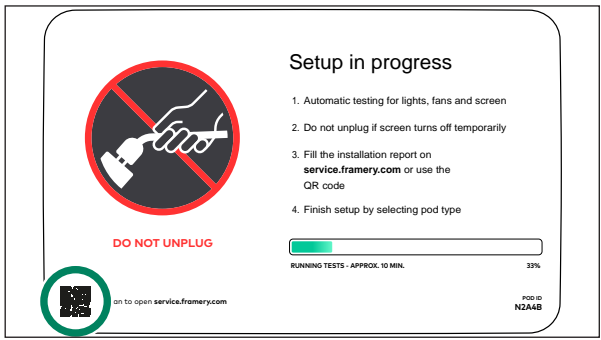 Setup in progress
1. Automatic testing for lights, fans and screen
2. Do not unplug if screen turns off temporarily
3. Fill the installation report on
service.framery.com or use the
QR code
4. Finish setup by selecting pod type
DO NOT UNPLUG
RUNNING TESTS - APPROX. 10 MIN. 33%
an to open service.framery.com
POD ID
N2A4B